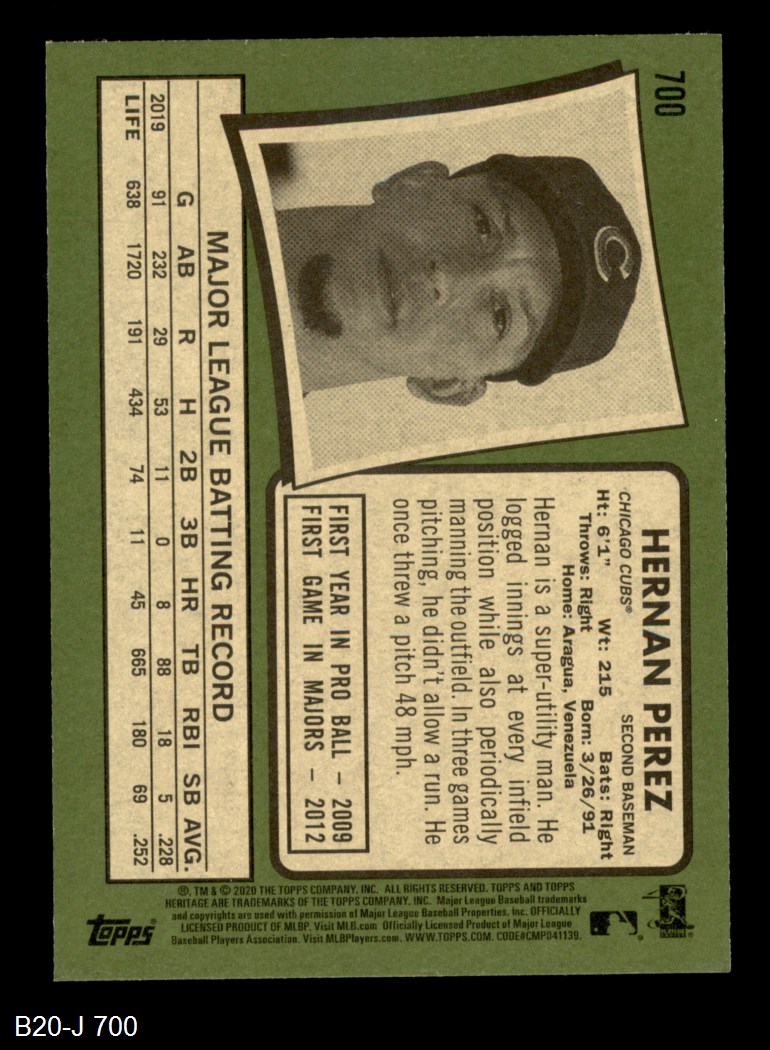 700
HERNAN PEREZ
CHICAGO CUBS® SECOND BASEMAN
Ht: 6'1" Wt: 215 Bats: Right
Throws: Right Born: 3/26/91
Home: Aragua, Venezuela
Hernan is a super-utility man. He
logged innings at every infield
position while also periodically
manning the outfield. In three games
pitching, he didn't allow a run. He
once threw a pitch 48 mph.
FIRST YEAR IN PRO BALL – 2009
FIRST GAME IN MAJORS – 2012
C
MAJOR LEAGUE BATTING RECORD
G AB R H 2B 3B HR TB RBI SB AVG.
2019 91 232 29 53 11 0 8 88 18 5 .228
LIFE 638 1720 191 434 74 11 45 665 180 69 .252
®, TM & © 2020 THE TOPPS COMPANY, INC. ALL RIGHTS RESERVED. TOPPS AND TOPPS
HERITAGE ARE TRADEMARKS OF THE TOPPS COMPANY, INC. Major League Baseball trademarks
and copyrights are used with permission of Major League Baseball Properties, Inc. OFFICIALLY
LICENSED PRODUCT OF MLBP. Visit MLB.com Officially Licensed Product of Major League
Baseball Players Association. Visit MLBPlayers.com. WWW.TOPPS.COM. CODE#CMPD41139.
topps®
B20-J 700